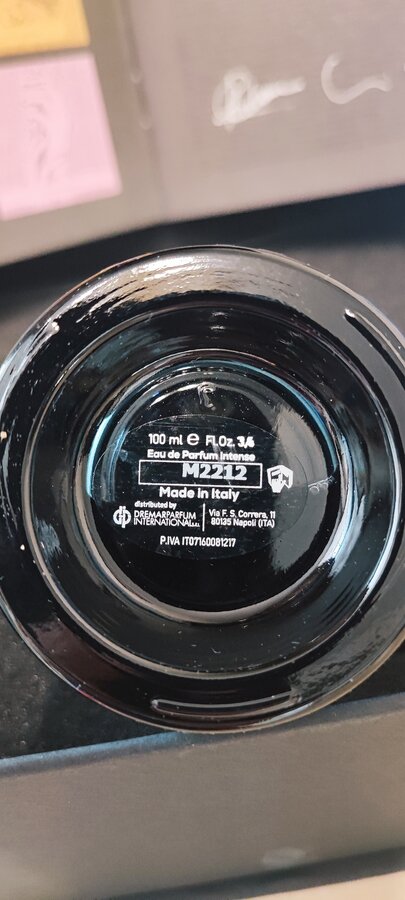 100 ml ℮ Fl.Oz. 3,4
Eau de Parfum Intense
M2212
Made in Italy
distributed by
DREMARPARFUM
INTERNATIONAL
Via F. S. Correra, 11
80135 Napoli (ITA)
P.IVA IT07160081217